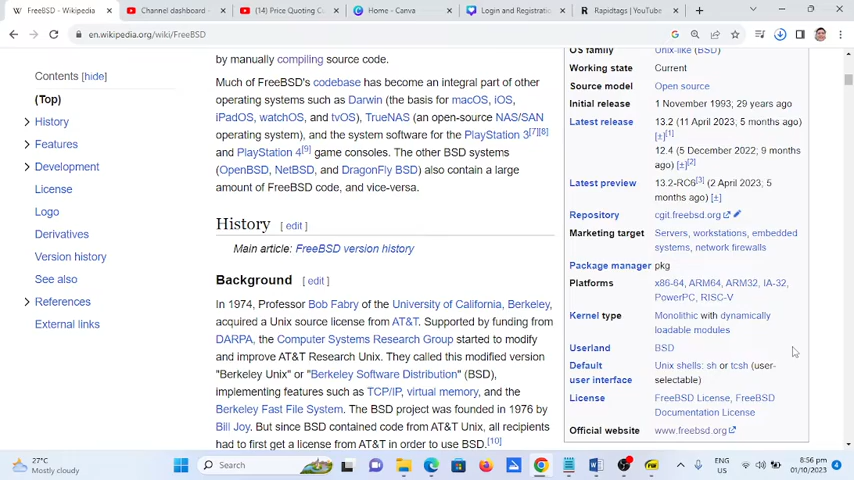 FreeBSD - Wikipedia
Channel dashboard -
(14) Price Quoting C
Home - Canva
Login and Registratio
Rapidtags | YouTube
en.wikipedia.org/wiki/FreeBSD
Contents [hide]
(Top)
History
Features
Development
License
Logo
Derivatives
Version history
See also
References
External links
by manually compiling source code.
Much of FreeBSD's codebase has become an integral part of other
operating systems such as Darwin (the basis for macOS, iOS,
iPadOS, watchOS, and tvOS), TrueNAS (an open-source NAS/SAN
operating system), and the system software for the PlayStation 3[7][8]
and PlayStation 4[9] game consoles. The other BSD systems
(OpenBSD, NetBSD, and DragonFly BSD) also contain a large
amount of FreeBSD code, and vice-versa.
History [ edit ]
Main article: FreeBSD version history
Background [ edit ]
In 1974, Professor Bob Fabry of the University of California, Berkeley,
acquired a Unix source license from AT&T. Supported by funding from
DARPA, the Computer Systems Research Group started to modify
and improve AT&T Research Unix. They called this modified version
"Berkeley Unix" or "Berkeley Software Distribution" (BSD),
implementing features such as TCP/IP, virtual memory, and the
Berkeley Fast File System. The BSD project was founded in 1976 by
Bill Joy. But since BSD contained code from AT&T Unix, all recipients
had to first get a license from AT&T in order to use BSD.[10]
OS family Unix-like (BSD)
Working state Current
Source model Open source
Initial release 1 November 1993; 29 years ago
Latest release 13.2 (11 April 2023; 5 months ago)
[±][1]
12.4 (5 December 2022; 9 months
ago) [±][2]
Latest preview 13.2-RC6[3] (2 April 2023; 5
months ago) [±]
Repository cgit.freebsd.org
Marketing target Servers, workstations, embedded
systems, network firewalls
Package manager pkg
Platforms x86-64, ARM64, ARM32, IA-32,
PowerPC, RISC-V
Kernel type Monolithic with dynamically
loadable modules
Userland BSD
Default Unix shells: sh or tcsh (user-
user interface selectable)
License FreeBSD License, FreeBSD
Documentation License
Official website www.freebsd.org
27°C
Mostly cloudy
Search
ENG
US
8:56 pm
01/10/2023
4